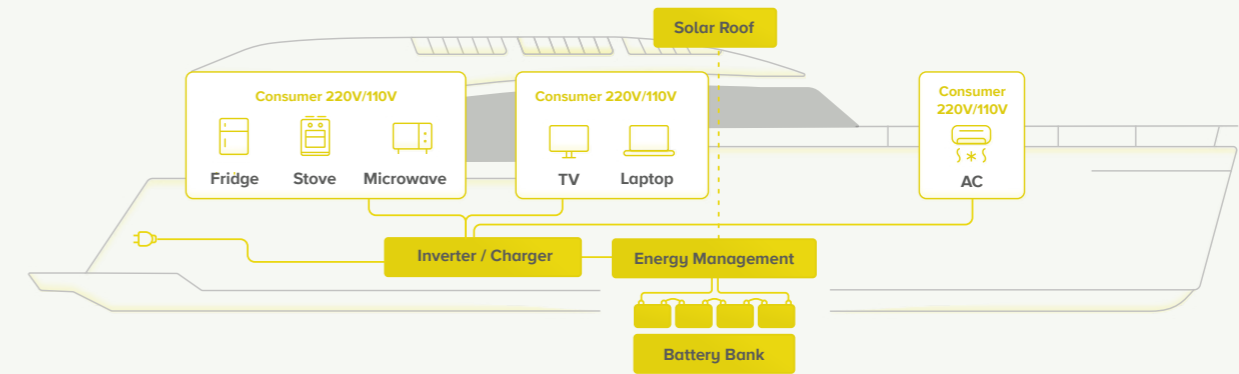 Solar Roof
Consumer 220V/110V
Fridge
Stove
Microwave
Consumer 220V/110V
TV
Laptop
Consumer
220V/110V
AC
Inverter / Charger
Energy Management
Battery Bank